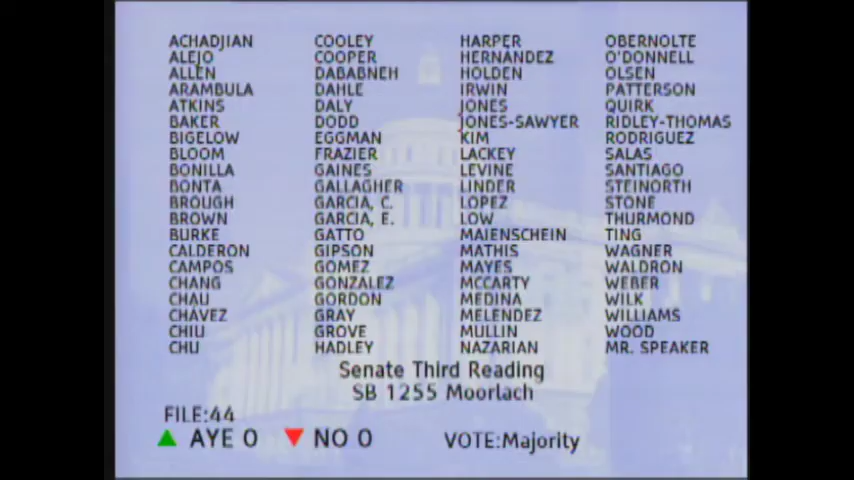 ACHADJIAN COOLEY HARPER OBERNOLTE
ALEJO COOPER HERNÁNDEZ O'DONNELL
ALLEN DABABNEH HOLDEN OLSEN
ARAMBULA DAHLE IRWIN PATTERSON
ATKINS DALY JONES QUIRK
BAKER DODD JONES-SAWYER RIDLEY-THOMAS
BIGELOW EGGMAN KIM RODRIGUEZ
BLOOM FRAZIER LACKEY SALAS
BONILLA GAINES LEVINE SANTIAGO
BONTA GALLAGHER LINDER STEINORTH
BROUGH GARCIA, C. LOPEZ STONE
BROWN GARCIA, E. LOW THURMOND
BURKE GATTO MAIENSCHEIN TING
CALDERON GIPSON MATHIS WAGNER
CAMPOS GOMEZ MAYES WALDRON
CHANG GONZALEZ MCCARTY WEBER
CHAU GORDON MEDINA WILK
CHÁVEZ GRAY MELENDEZ WILLIAMS
CHIU GROVE MULLIN WOOD
CHU HADLEY NAZARIAN MR. SPEAKER
Senate Third Reading
SB 1255 Moorlach
FILE:44
AYE 0 NO 0 VOTE:Majority